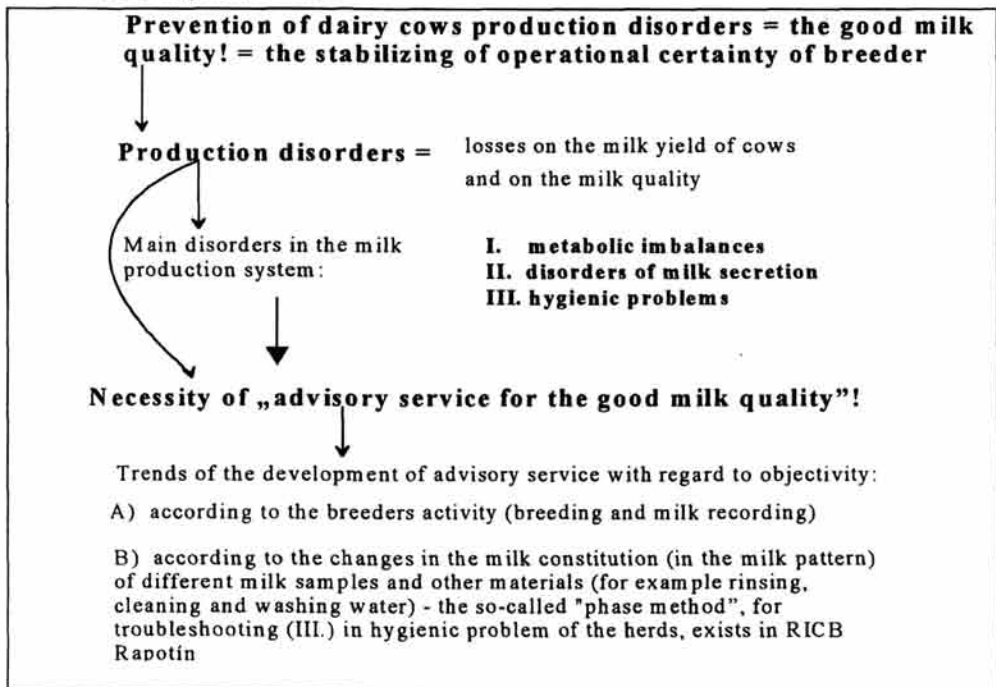 Prevention of dairy cows production disorders = the good milk
quality! = the stabilizing of operational certainty of breeder
Production disorders =
losses on the milk yield of cows
and on the milk quality
Main disorders in the milk
production system:
I. metabolic imbalances
II. disorders of milk secretion
III. hygienic problems
Necessity of „advisory service for the good milk quality”!
Trends of the development of advisory service with regard to objectivity:
A) according to the breeders activity (breeding and milk recording)
B) according to the changes in the milk constitution (in the milk pattern)
of different milk samples and other materials (for example rinsing,
cleaning and washing water) - the so-called "phase method”, for
troubleshooting (III.) in hygienic problem of the herds, exists in RICB
Rapotín